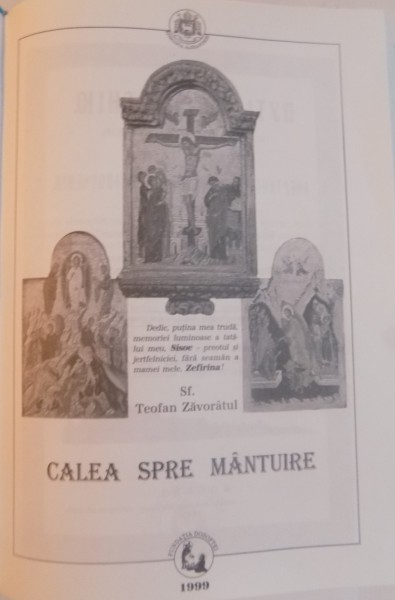 Dedic, puțina mea trudă,
memoriei luminoase a tată-
lui meu, Sisoe - preotul și
jertfelniciei, fără seamăn a
mamei mele, Zefirina!
Sf.
Teofan Zăvorâtul
CALEA SPRE MÂNTUIRE
1999